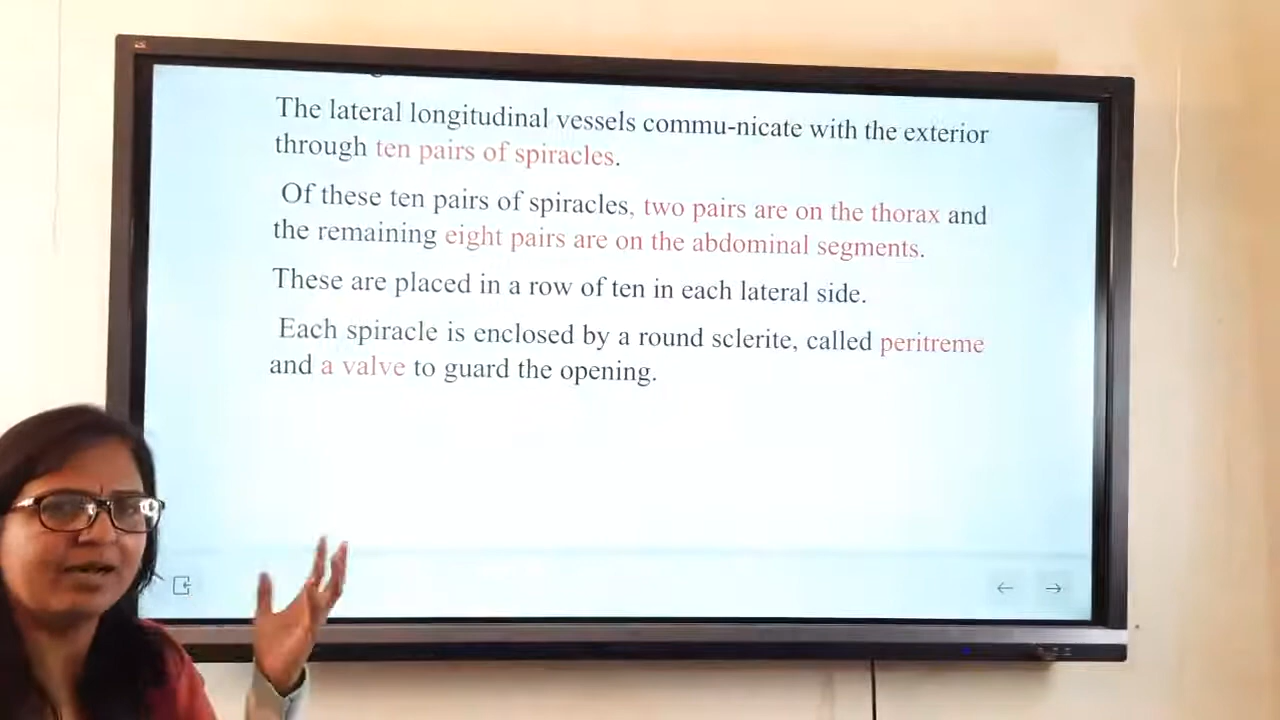 The lateral longitudinal vessels commu-nicate with the exterior
through ten pairs of spiracles.
Of these ten pairs of spiracles, two pairs are on the thorax and
the remaining eight pairs are on the abdominal segments.
These are placed in a row of ten in each lateral side.
Each spiracle is enclosed by a round sclerite, called peritreme
and a valve to guard the opening.